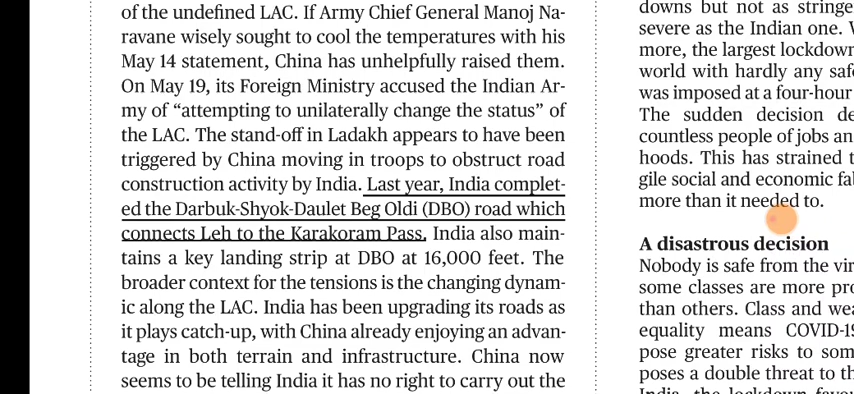 of the undefined LAC. If Army Chief General Manoj Na-
ravane wisely sought to cool the temperatures with his
May 14 statement, China has unhelpfully raised them.
On May 19, its Foreign Ministry accused the Indian Ar-
my of “attempting to unilaterally change the status” of
the LAC. The stand-off in Ladakh appears to have been
triggered by China moving in troops to obstruct road
construction activity by India. Last year, India complet-
ed the Darbuk-Shyok-Daulet Beg Oldi (DBO) road which
connects Leh to the Karakoram Pass. India also main-
tains a key landing strip at DBO at 16,000 feet. The
broader context for the tensions is the changing dynam-
ic along the LAC. India has been upgrading its roads as
it plays catch-up, with China already enjoying an advan-
tage in both terrain and infrastructure. China now
seems to be telling India it has no right to carry out the
downs but not as stringe
severe as the Indian one.
more, the largest lockdown
world with hardly any
was imposed at a four-hour
The sudden decision de
countless people of jobs an
hoods. This has strained t
gile social and economic
more than it needed to.
A disastrous decision
Nobody is safe from the vir
some classes are more pro
than others. Class and wea
equality means COVID-19
pose greater risks to som
poses a double threat to th
India, the lockdown favou